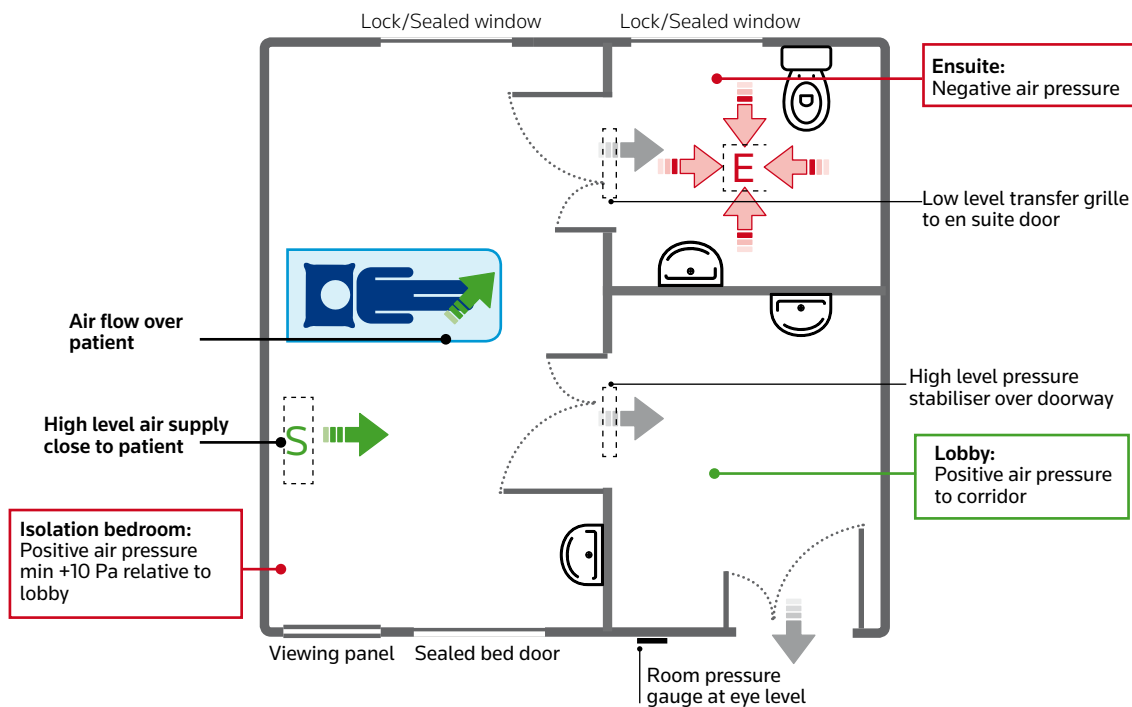 Lock/Sealed window
Lock/Sealed window
Ensuite:
Negative air pressure
E
Low level transfer grille
to en suite door
Air flow over
patient
High level pressure
stabiliser over doorway
High level air supply
close to patient
S
Lobby:
Positive air pressure
to corridor
Isolation bedroom:
Positive air pressure
min +10 Pa relative to
lobby
Viewing panel
Sealed bed door
Room pressure
gauge at eye level